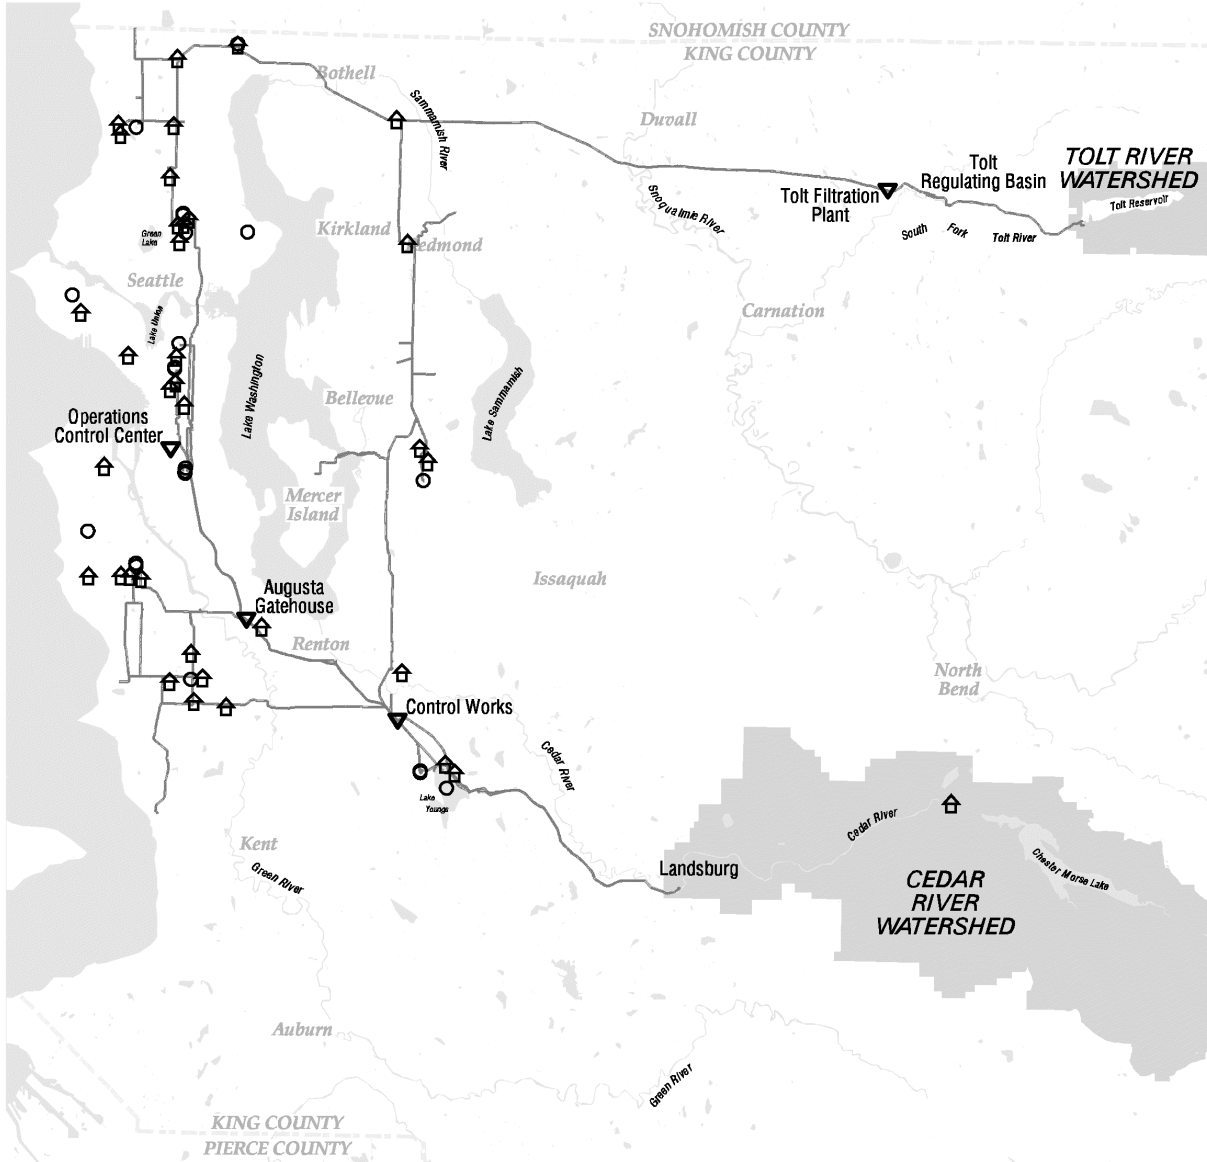 SNOHOMISH COUNTY
KING COUNTY
Bothell
Sammamish River
Duvall
TOLT RIVER
WATERSHED
Tolt
Regulating Basin
Tolt Filtration
Plant
Tolt Reservoir
Snoqualmie River
South Fork Tolt River
Green
Lake
Kirkland
Redmond
Seattle
Lake Union
Carnation
Lake Washington
Bellevue
Lake Sammamish
Operations
Control Center
Mercer
Island
Augusta
Gatehouse
Issaquah
Renton
North
Bend
Control Works
Cedar River
Lake
Youngs
Cedar River
Kent
Green River
Landsburg
Chester Morse Lake
CEDAR
RIVER
WATERSHED
Auburn
Green River
KING COUNTY
PIERCE COUNTY